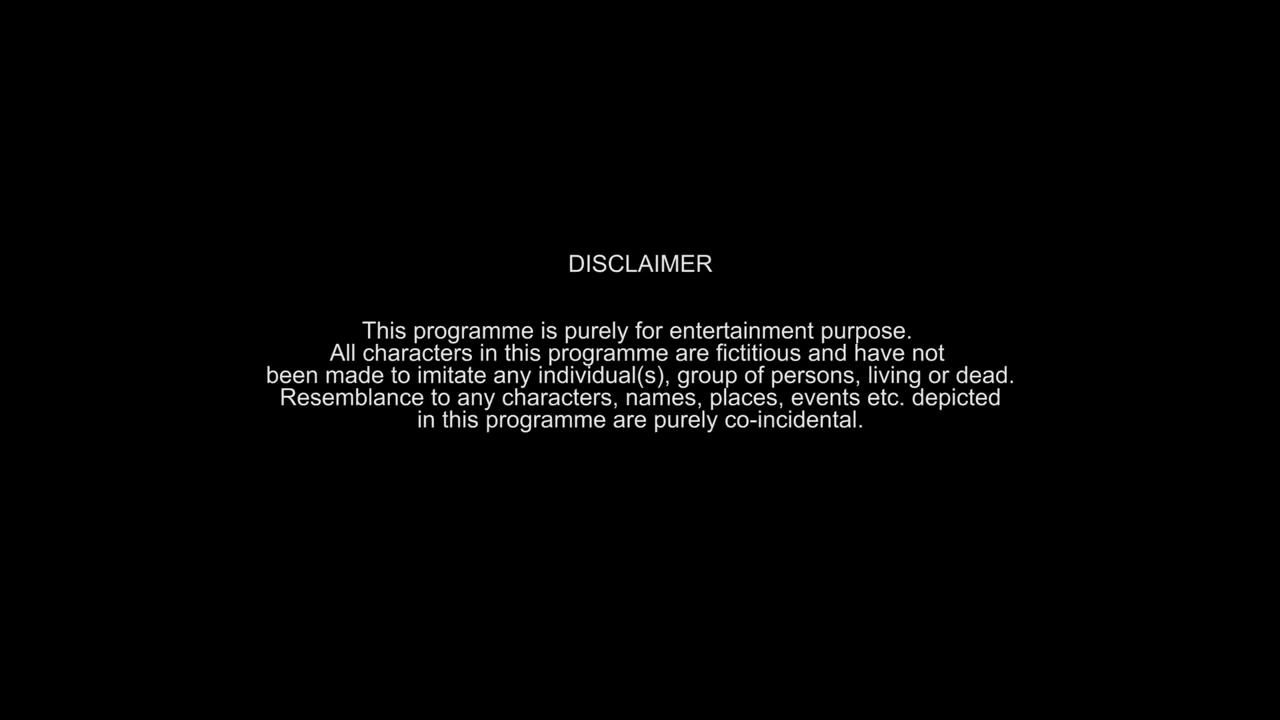 DISCLAIMER
This programme is purely for entertainment purpose.
All characters in this programme are fictitious and have not
been made to imitate any individual(s), group of persons, living or dead.
Resemblance to any characters, names, places, events etc. depicted
in this programme are purely co-incidental.